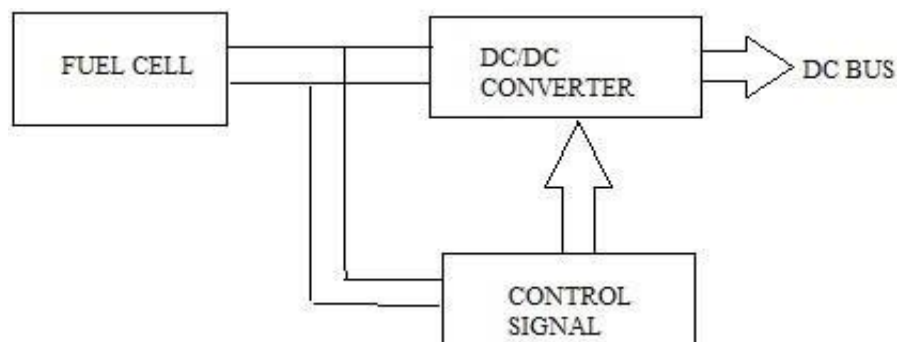 FUEL CELL
DC/DC
CONVERTER
DC BUS
CONTROL
SIGNAL